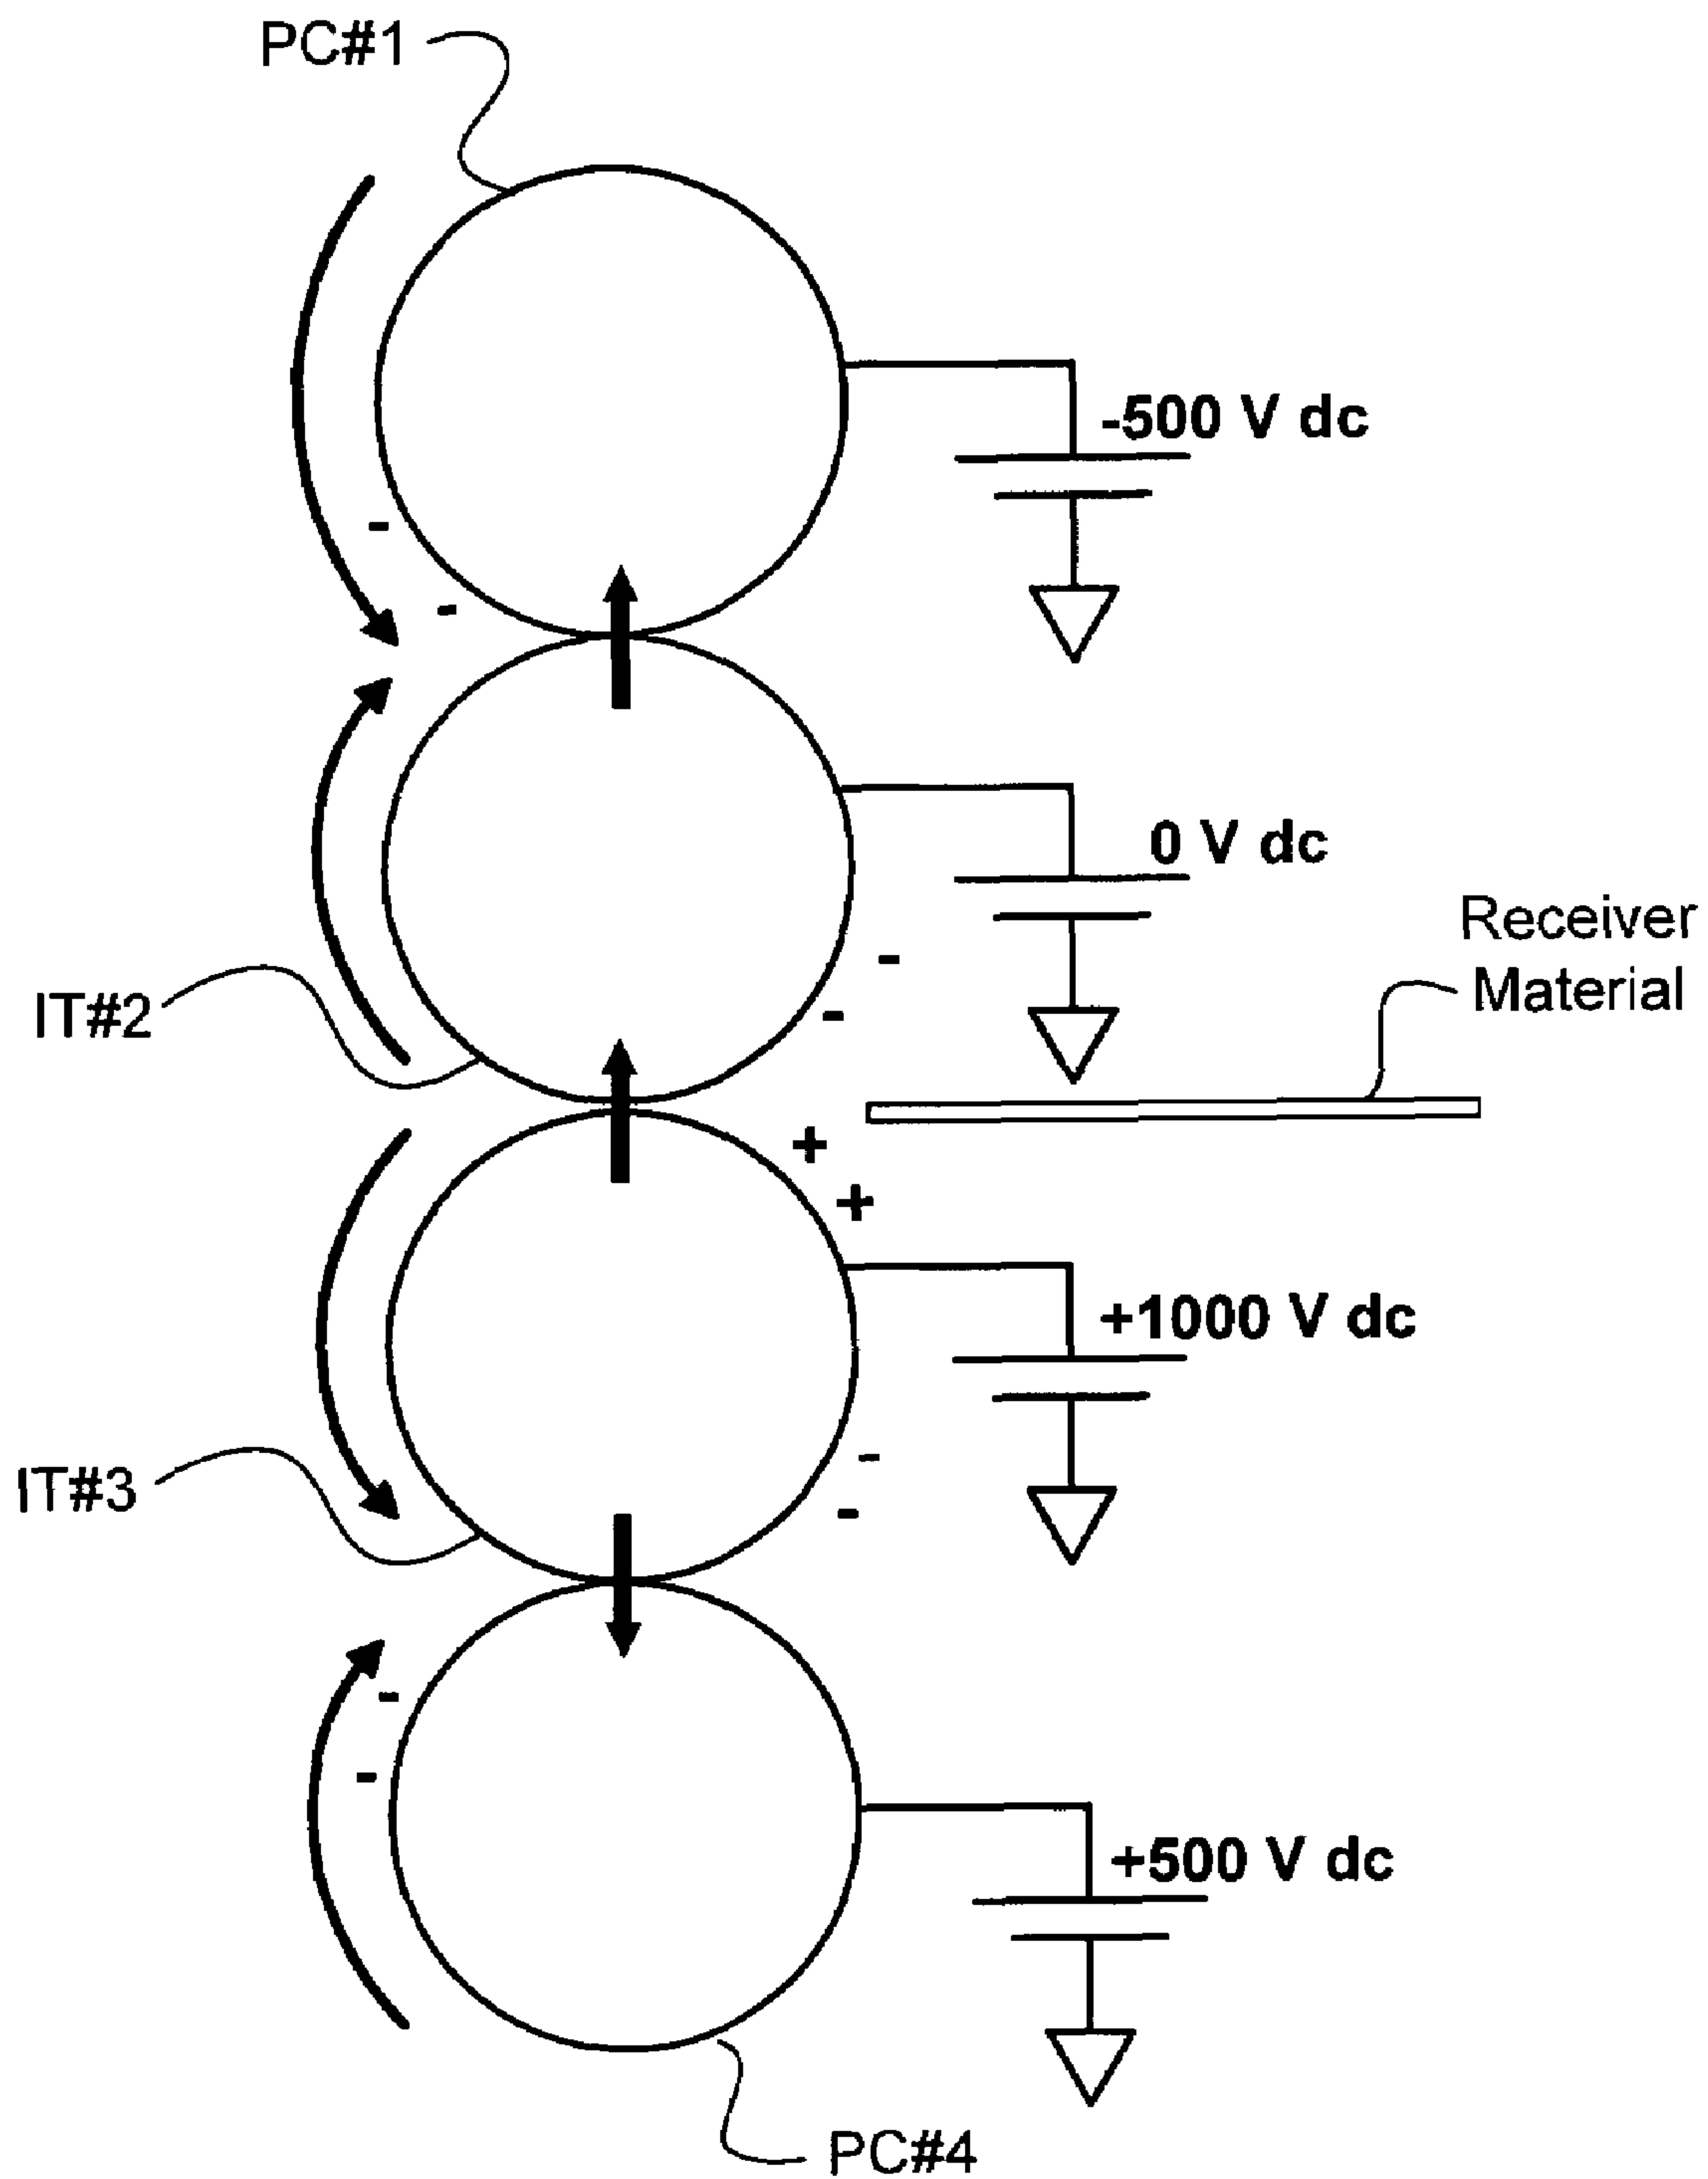 PC#1
-500 V dc
-
-
0 V dc
Receiver
Material
-
IT#2
-
+
+
+1000 V dc
-
IT#3
-
-
-
+500 V dc
PC#4